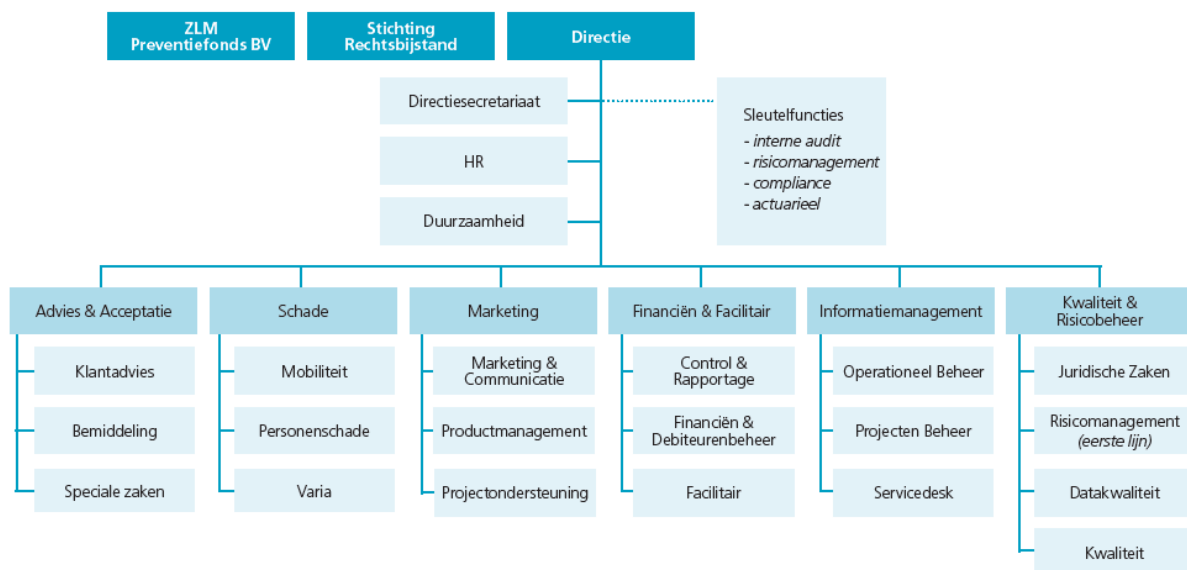 ZLM
Preventiefonds BV
Stichting
Rechtsbijstand
Directie
Directiesecretariaat
HR
Duurzaamheid
Sleutelfuncties
- interne audit
- risicomanagement
- compliance
- actuarieel
Advies & Acceptatie
Klantadvies
Bemiddeling
Speciale zaken
Schade
Mobiliteit
Personenschade
Varia
Marketing
Marketing &
Communicatie
Productmanagement
Projectondersteuning
Financiën & Facilitair
Control &
Rapportage
Financiën &
Debiteurenbeheer
Facilitair
Informatiemanagement
Operationeel Beheer
Projecten Beheer
Servicedesk
Kwaliteit &
Risicobeheer
Juridische Zaken
Risicomanagement
(eerste lijn)
Datakwaliteit
Kwaliteit